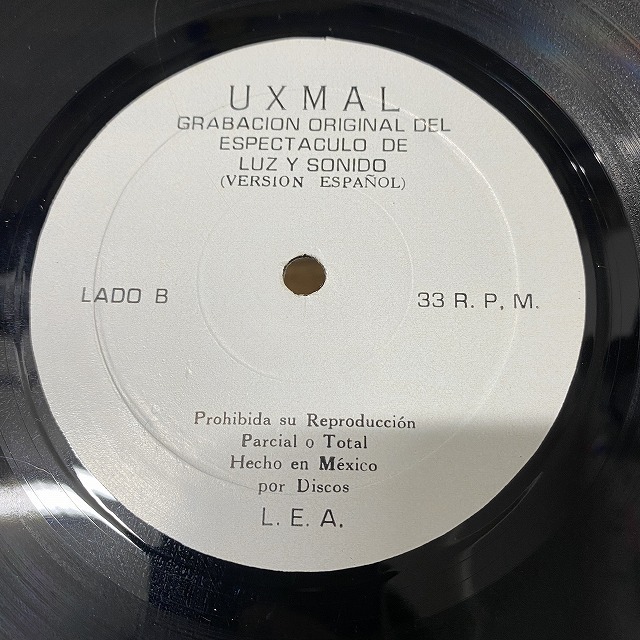 UXMAL
GRABACION ORIGINAL DEL
ESPECTACULO DE
LUZ Y SONIDO
(VERSION ESPAÑOL)
LADO B
33 R. P. M.
Prohibida su Reproducción
Parcial o Total
Hecho en México
por Discos
L. E. A.